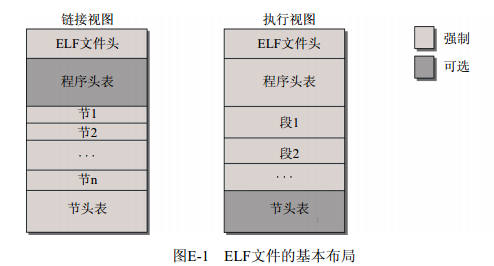 链接视图
ELF文件头
程序头表
节1
节2
···
节n
节头表
执行视图
ELF文件头
程序头表
段1
段2
···
节头表
强制
可选
图E-1 ELF文件的基本布局